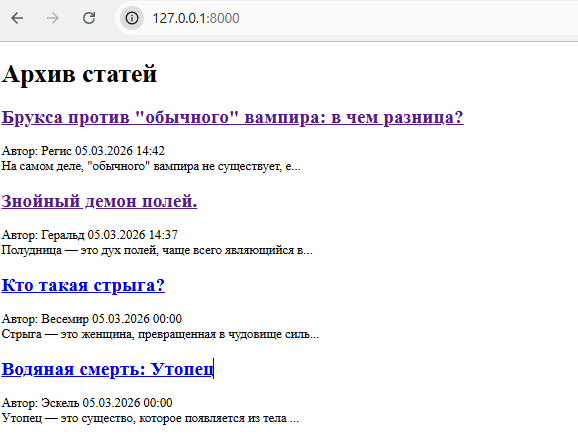 127.0.0.1:8000
Архив статей
Брукса против "обычного" вампира: в чем разница?
Автор: Регис 05.03.2026 14:42
На самом деле, "обычного" вампира не существует, е...
Знойный демон полей.
Автор: Геральд 05.03.2026 14:37
Полудница — это дух полей, чаще всего являющийся в...
Кто такая стрыга?
Автор: Весемир 05.03.2026 00:00
Стрыга — это женщина, превращенная в чудовище силь...
Водяная смерть: Утопец
Автор: Эскель 05.03.2026 00:00
Утопец — это существо, которое появляется из тела ...